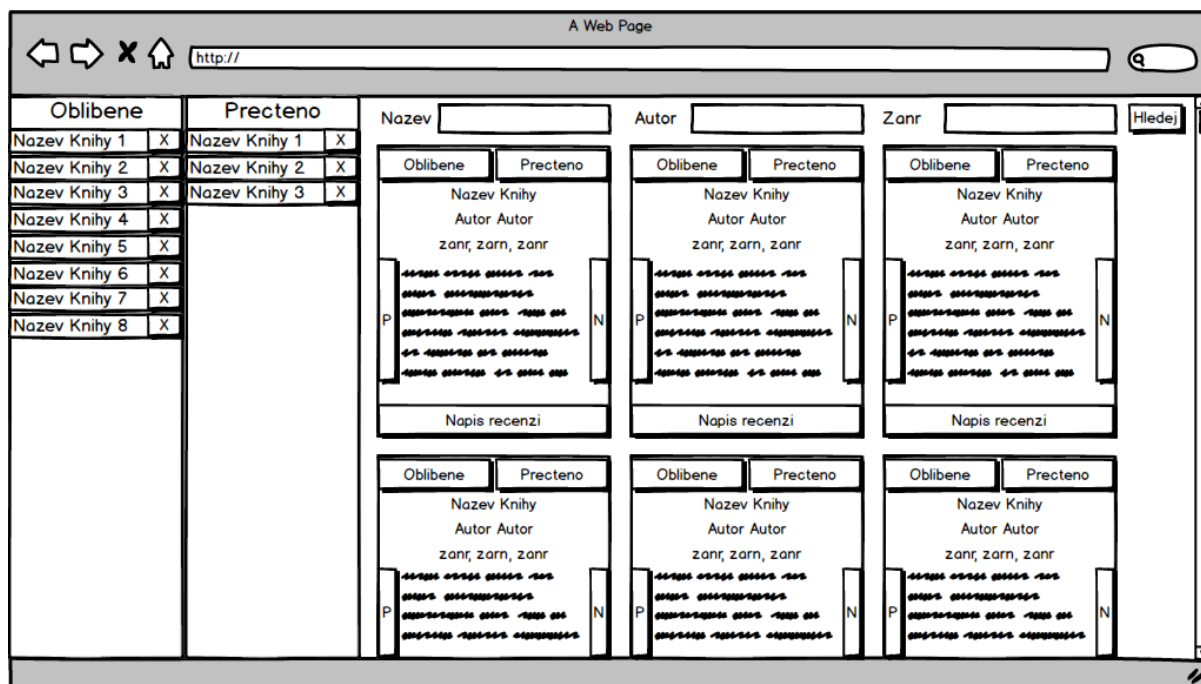 A Web Page
http://
Oblibene
Nazev Knihy 1 X
Nazev Knihy 2 X
Nazev Knihy 3 X
Nazev Knihy 4 X
Nazev Knihy 5 X
Nazev Knihy 6 X
Nazev Knihy 7 X
Nazev Knihy 8 X
Precteno
Nazev Knihy 1 X
Nazev Knihy 2 X
Nazev Knihy 3 X
Nazev Autor Zanr Hledej
Oblibene Precteno
Nazev Knihy
Autor Autor
zanr, zarn, zanr
P N
Napis recenzi
Oblibene Precteno
Nazev Knihy
Autor Autor
zanr, zarn, zanr
P N
Napis recenzi
Oblibene Precteno
Nazev Knihy
Autor Autor
zanr, zarn, zanr
P N
Napis recenzi
Oblibene Precteno
Nazev Knihy
Autor Autor
zanr, zarn, zanr
P N
Oblibene Precteno
Nazev Knihy
Autor Autor
zanr, zarn, zanr
P N
Oblibene Precteno
Nazev Knihy
Autor Autor
zanr, zarn, zanr
P N